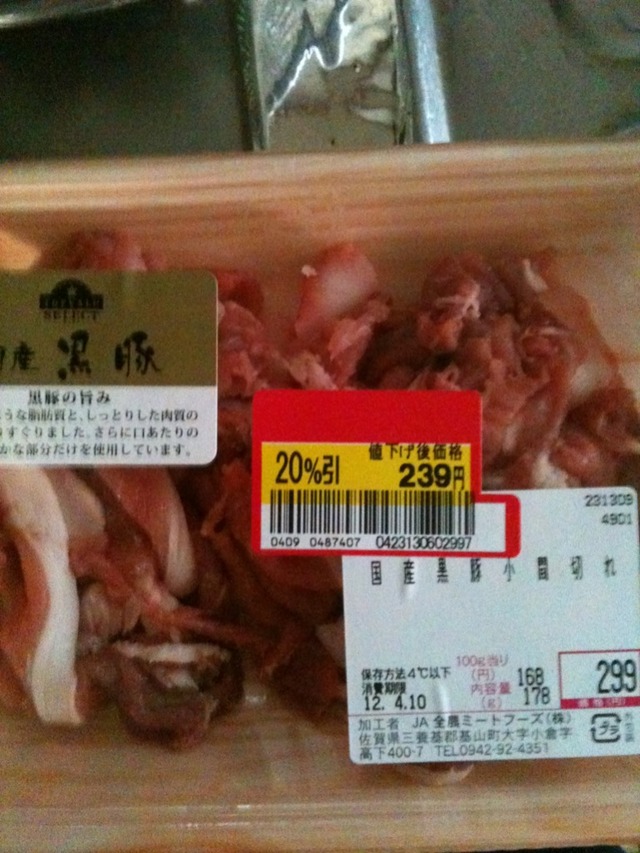 SELECT
産 黒 豚
黒豚の旨み
うな脂肪質と、しっとりした肉質の
すぐりました。さらに口あたりの
かな部分だけを使用しています。
20%引
値下げ後価格
239円
0409 0487407 0423130602997
231309
4901
国産黒豚小間切れ
保存方法4℃以下
消費期限
12. 4.10
100g当り
(円) 168
内容量
(g) 178
299
価格(円)
加工者 JA全農ミートフーズ(株)
佐賀県三養基郡基山町大字小倉字
高下400-7 TEL0942-92-4351
プラ